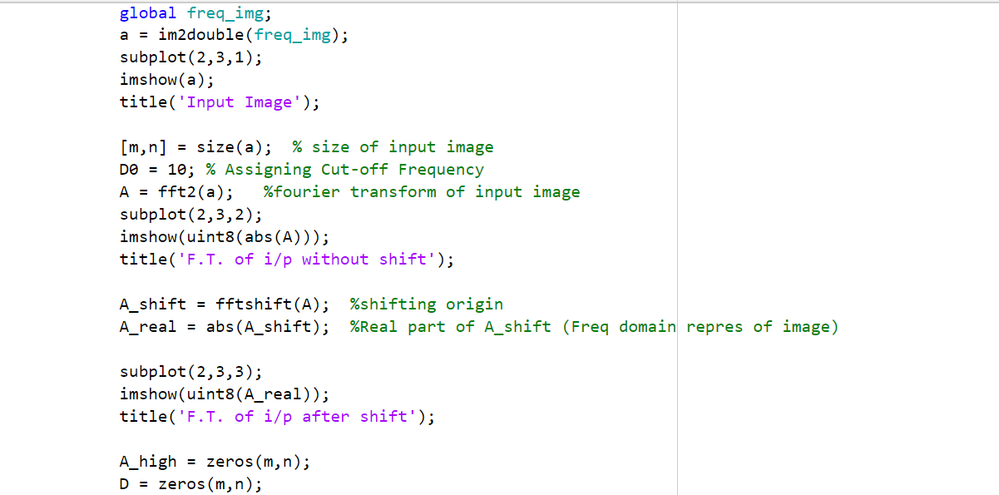 global freq_img;
a = im2double(freq_img);
subplot(2,3,1);
imshow(a);
title('Input Image');
[m,n] = size(a);  % size of input image
D0 = 10; % Assigning Cut-off Frequency
A = fft2(a);   %fourier transform of input image
subplot(2,3,2);
imshow(uint8(abs(A)));
title('F.T. of i/p without shift');
A_shift = fftshift(A);  %shifting origin
A_real = abs(A_shift);  %Real part of A_shift (Freq domain repres of image)
subplot(2,3,3);
imshow(uint8(A_real));
title('F.T. of i/p after shift');
A_high = zeros(m,n);
D = zeros(m,n);